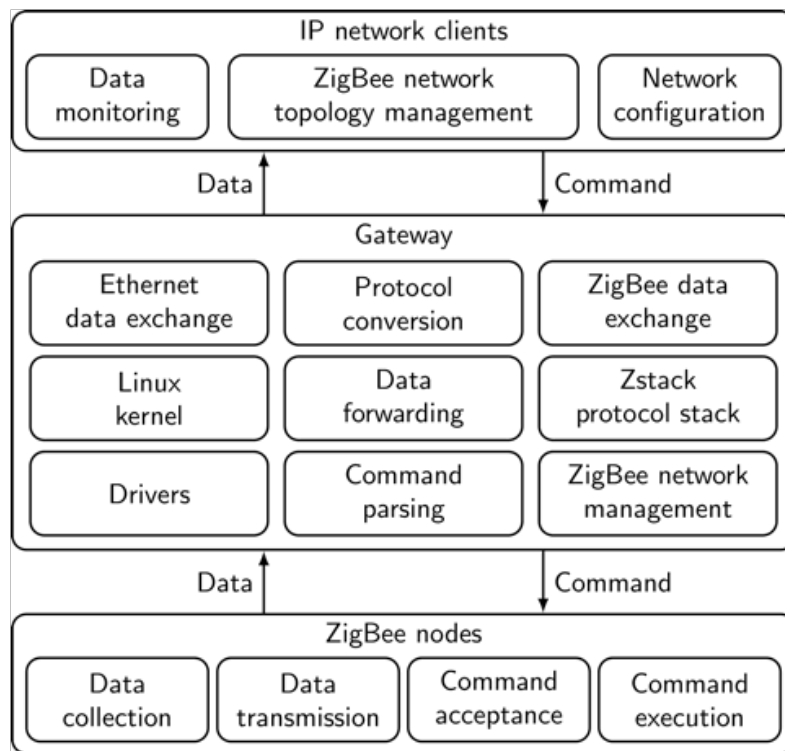 IP network clients
Data
monitoring
ZigBee network
topology management
Network
configuration
Data
Command
Gateway
Ethernet
data exchange
Protocol
conversion
ZigBee data
exchange
Linux
kernel
Data
forwarding
Zstack
protocol stack
Drivers
Command
parsing
ZigBee network
management
Data
Command
ZigBee nodes
Data
collection
Data
transmission
Command
acceptance
Command
execution